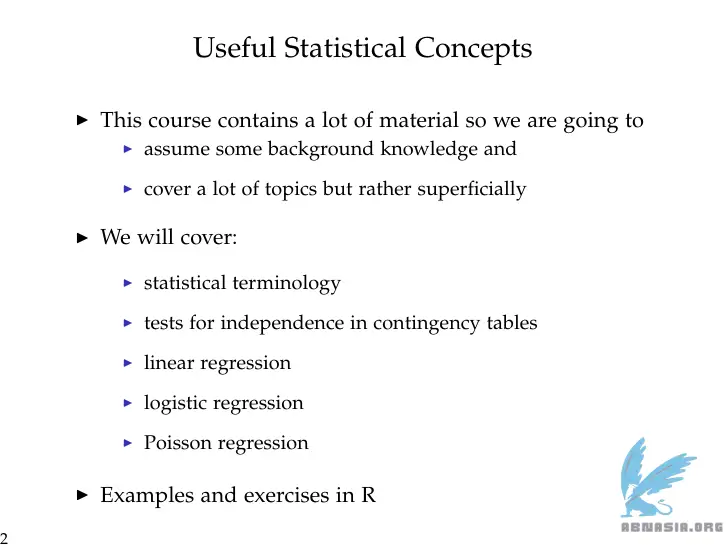 Useful Statistical Concepts
▶ This course contains a lot of material so we are going to
▶ assume some background knowledge and
▶ cover a lot of topics but rather superficially
▶ We will cover:
▶ statistical terminology
▶ tests for independence in contingency tables
▶ linear regression
▶ logistic regression
▶ Poisson regression
▶ Examples and exercises in R
ABNASIA.ORG
2